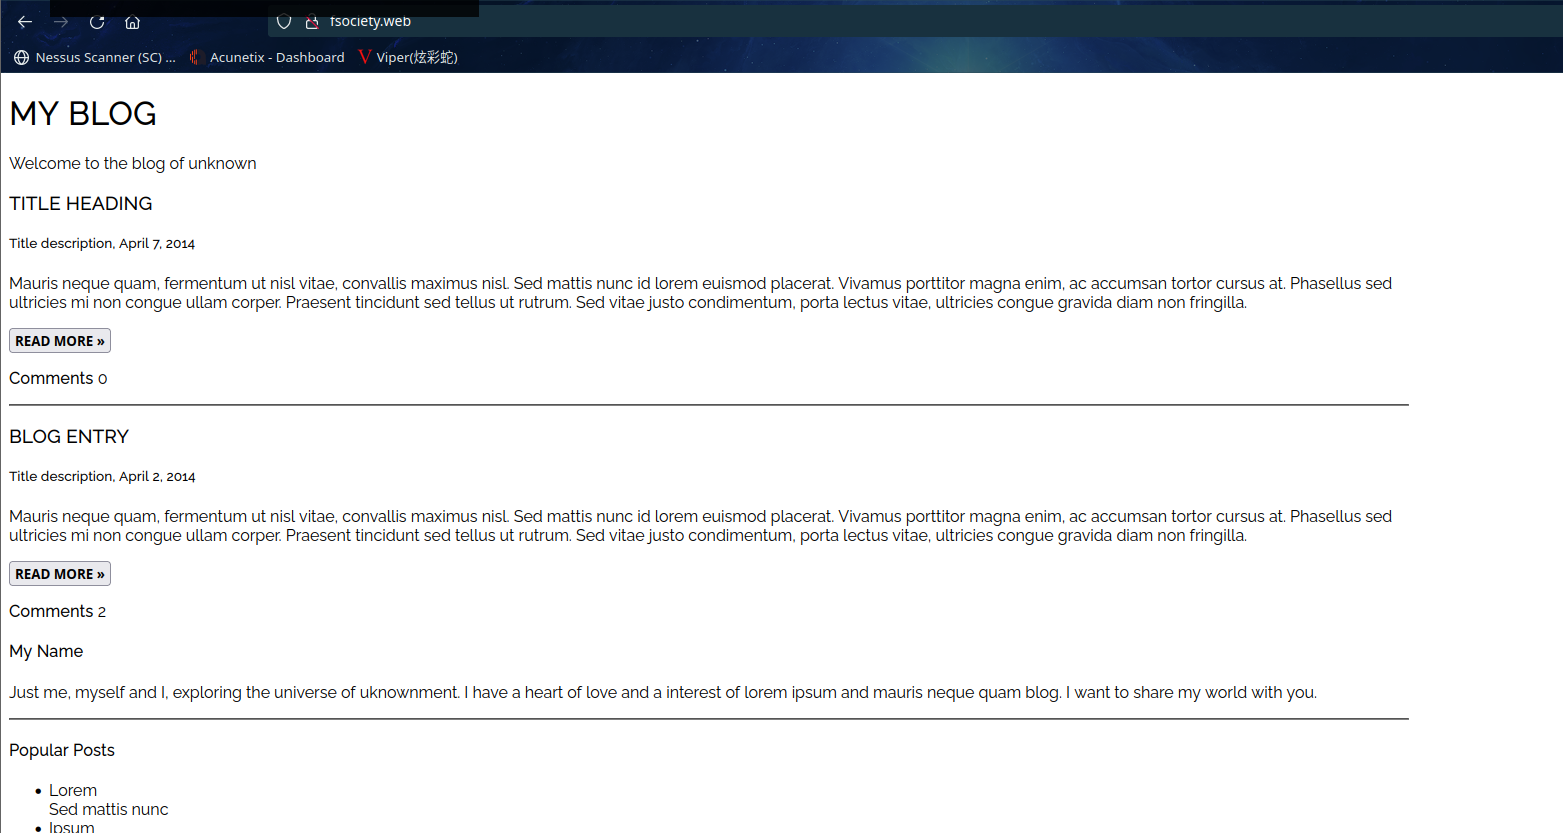 fsociety.web
Nessus Scanner (SC) ... Acunetix - Dashboard Viper(炫彩蛇)
MY BLOG
Welcome to the blog of unknown
TITLE HEADING
Title description, April 7, 2014
Mauris neque quam, fermentum ut nisl vitae, convallis maximus nisl. Sed mattis nunc id lorem euismod placerat. Vivamus porttitor magna enim, ac accumsan tortor cursus at. Phasellus sed
ultricies mi non congue ullam corper. Praesent tincidunt sed tellus ut rutrum. Sed vitae justo condimentum, porta lectus vitae, ultricies congue gravida diam non fringilla.
READ MORE »
Comments 0
BLOG ENTRY
Title description, April 2, 2014
Mauris neque quam, fermentum ut nisl vitae, convallis maximus nisl. Sed mattis nunc id lorem euismod placerat. Vivamus porttitor magna enim, ac accumsan tortor cursus at. Phasellus sed
ultricies mi non congue ullam corper. Praesent tincidunt sed tellus ut rutrum. Sed vitae justo condimentum, porta lectus vitae, ultricies congue gravida diam non fringilla.
READ MORE »
Comments 2
My Name
Just me, myself and I, exploring the universe of uknownment. I have a heart of love and a interest of lorem ipsum and mauris neque quam blog. I want to share my world with you.
Popular Posts
• Lorem
Sed mattis nunc
• Ipsum